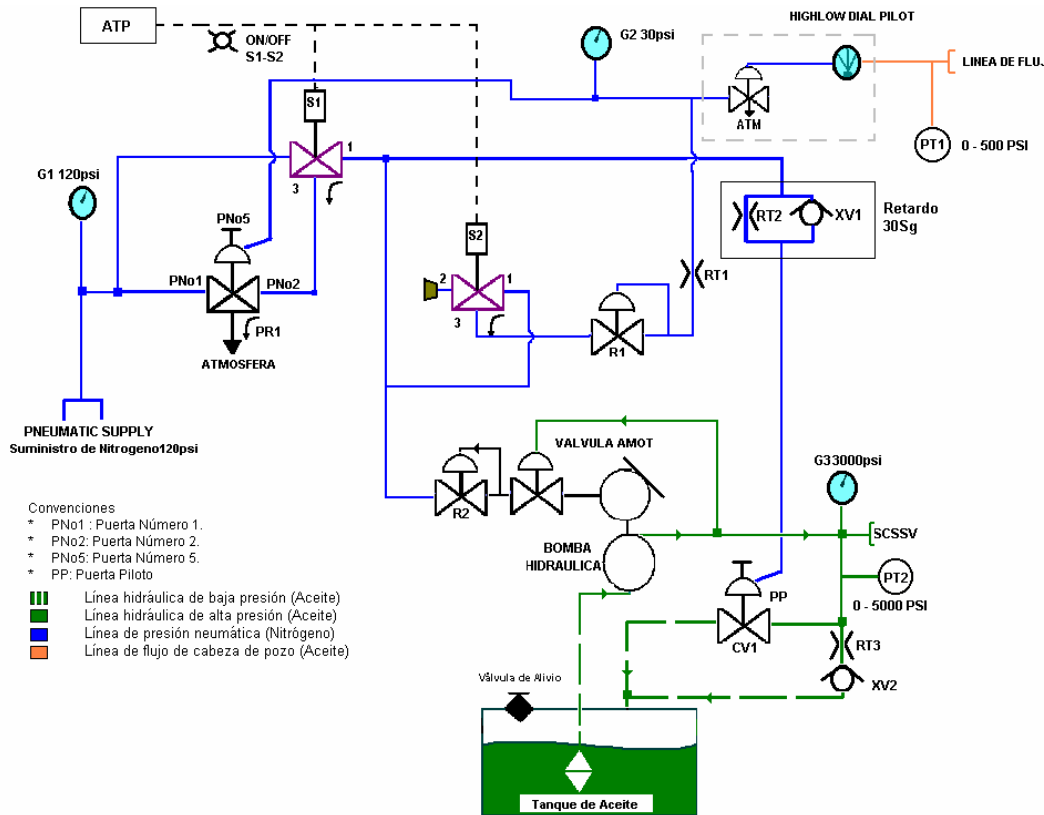 ATP
ON/OFF
S1-S2
G2 30psi
HIGHLOW DIAL PILOT
LINEA DE FLUJ
ATM
PT1
0 - 500 PSI
S1
1
3
G1 120psi
PNo5
PNo1
PNo2
PR1
ATMOSFERA
S2
2
1
3
R1
RT1
RT2
XV1
Retardo
30Sg
PNEUMATIC SUPPLY
Suministro de Nitrogeno120psi
VALVULA AMOT
R2
BOMBA
HIDRAULICA
G33000psi
SCSSV
PT2
0 - 5000 PSI
PP
CV1
RT3
XV2
Convenciones
* PNo1 : Puerta Número 1.
* PNo2: Puerta Número 2.
* PNo5: Puerta Número 5.
* PP: Puerta Piloto
Línea hidráulica de baja presión (Aceite)
Línea hidráulica de alta presión (Aceite)
Línea de presión neumática (Nitrógeno)
Línea de flujo de cabeza de pozo (Aceite)
Válvula de Alivio
Tanque de Aceite